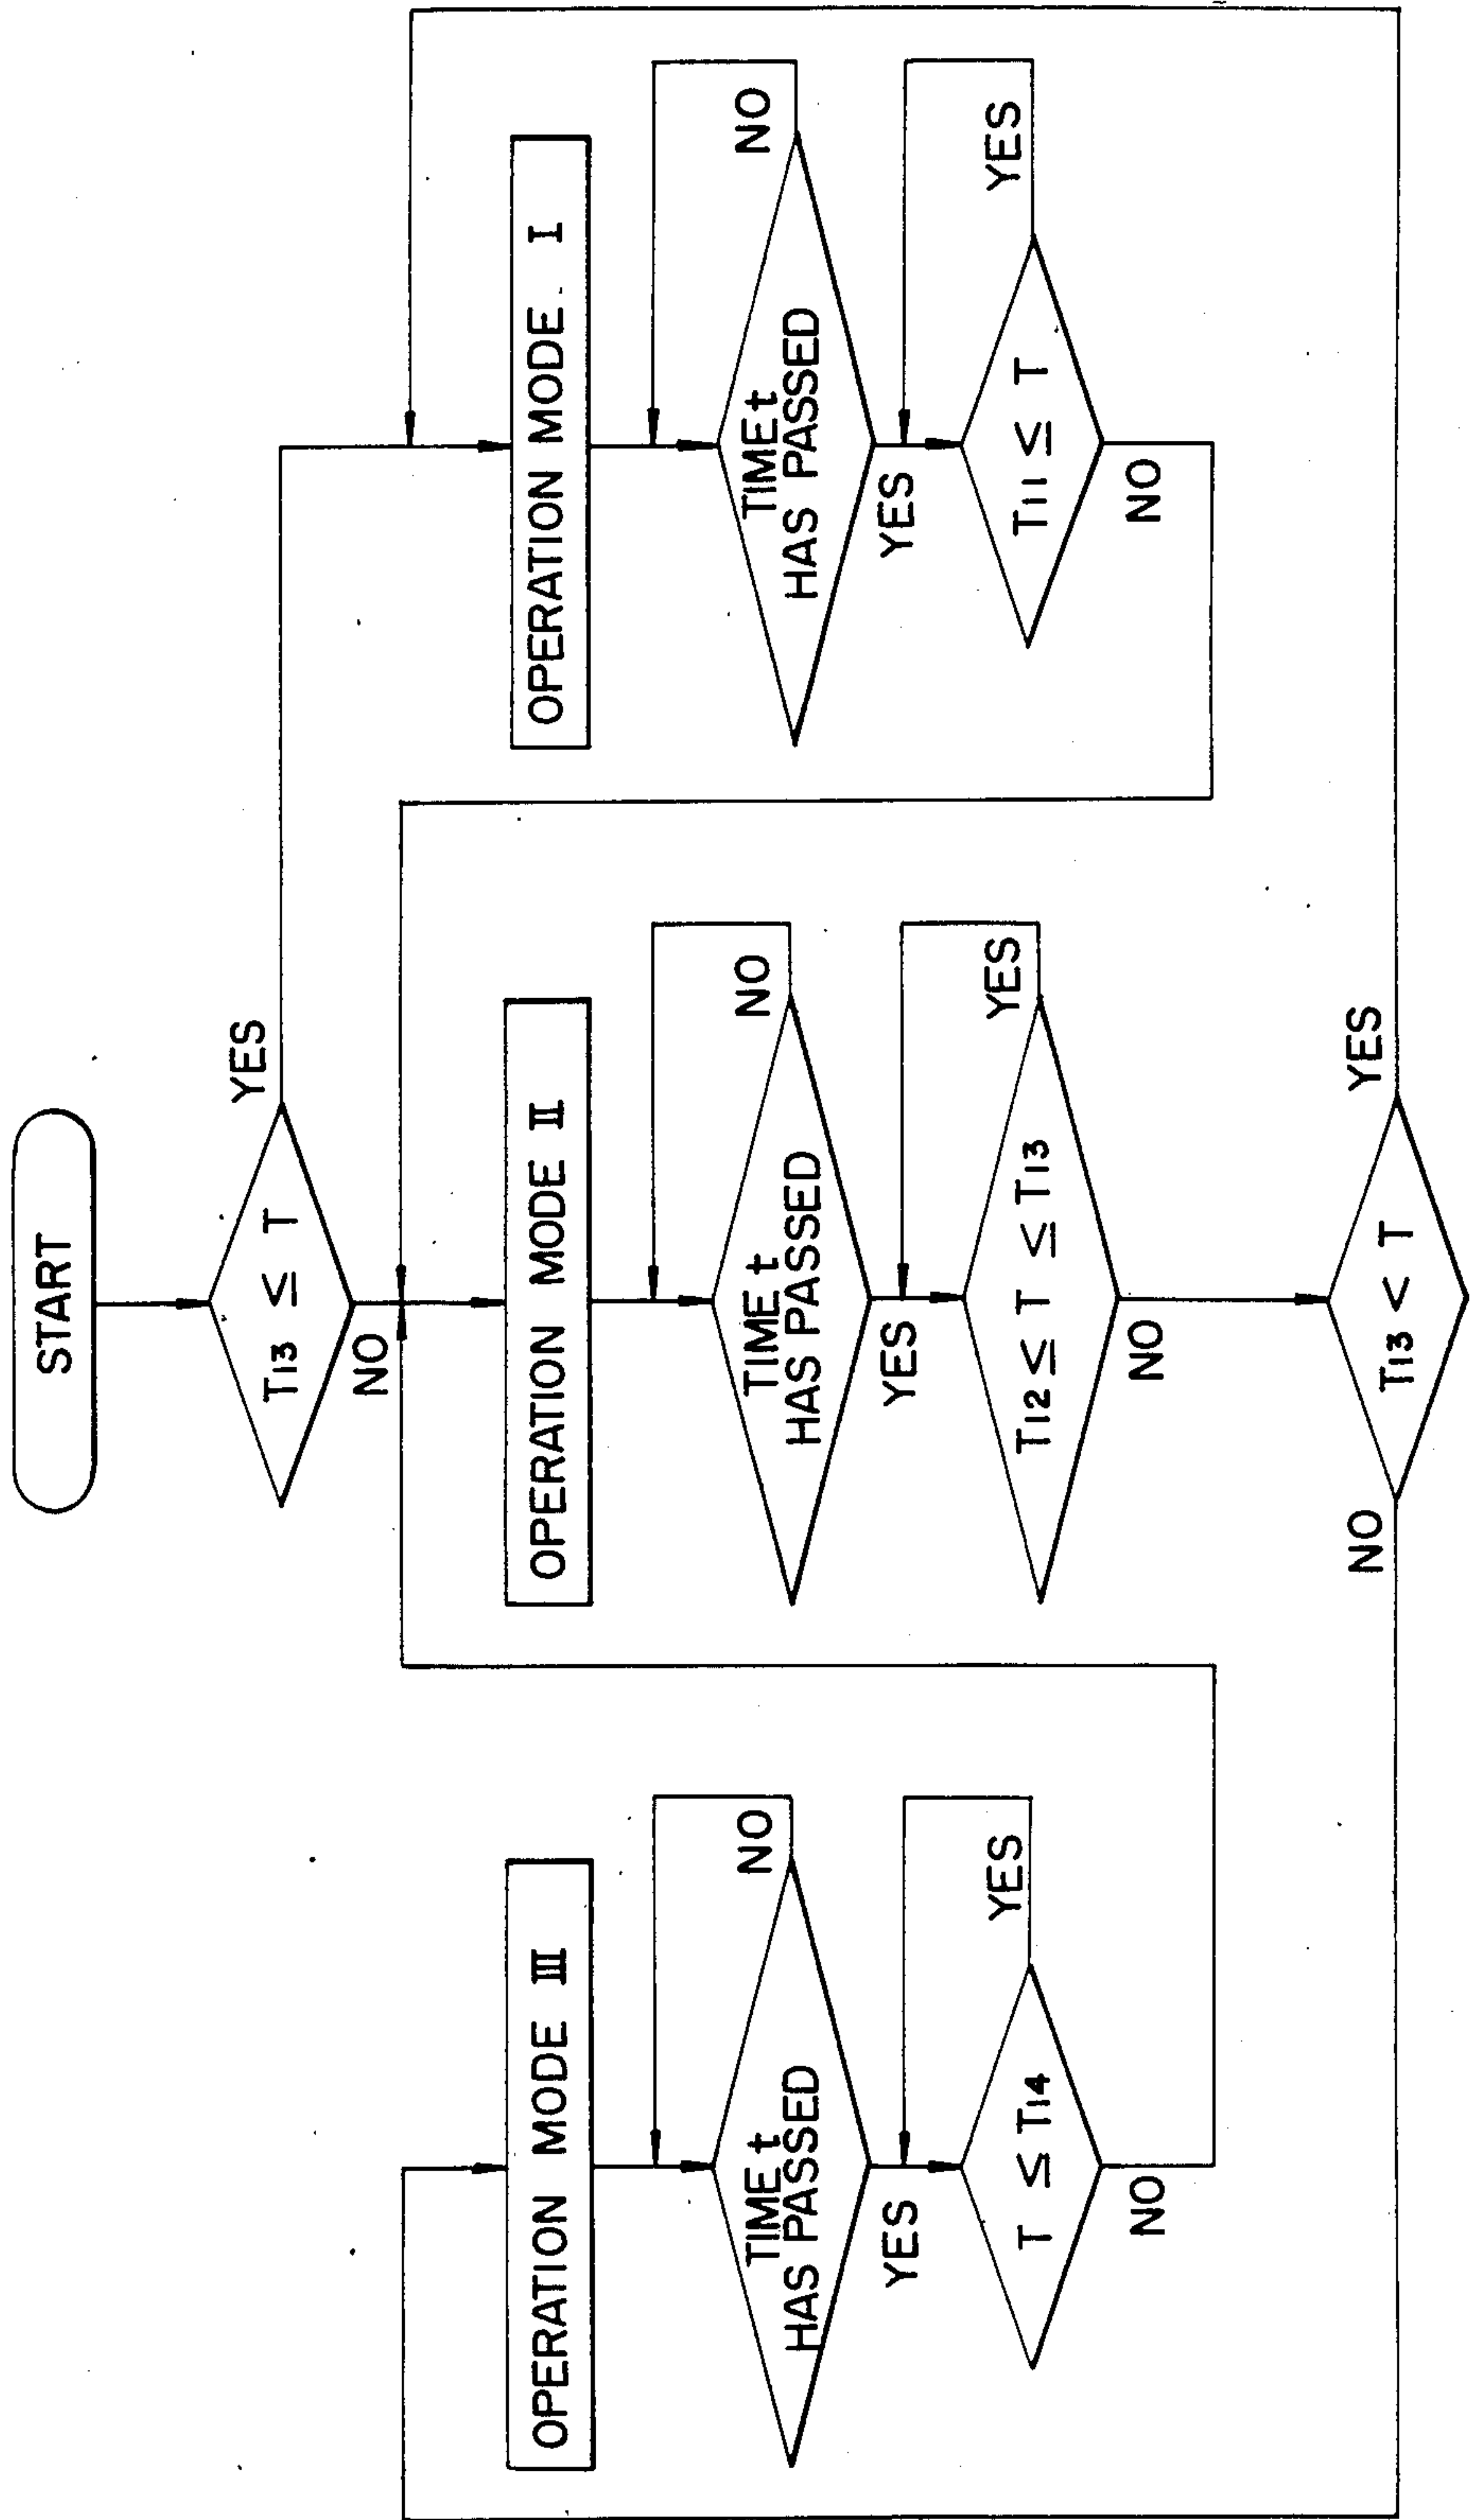 START
T13 ≤ T
YES
NO
OPERATION MODE III
TIME t
HAS PASSED
NO
YES
T ≤ T14
YES
NO
OPERATION MODE II
TIME t
HAS PASSED
NO
YES
T12 ≤ T ≤ T13
YES
NO
OPERATION MODE I
TIME t
HAS PASSED
NO
YES
T11 ≤ T
YES
NO
NO
T13 < T
YES